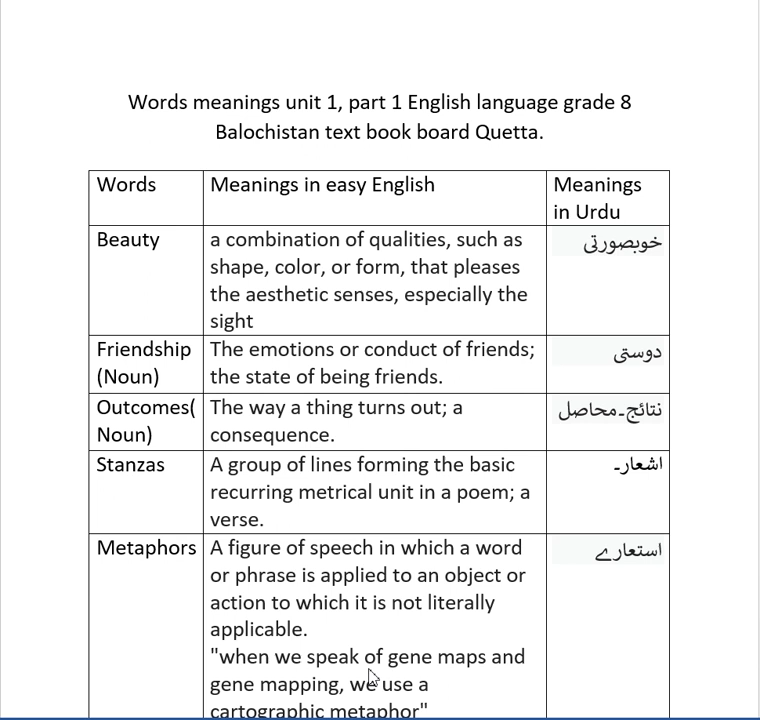 Words meanings unit 1, part 1 English language grade 8
Balochistan text book board Quetta.
Words
Meanings in easy English
Meanings
in Urdu
Beauty
a combination of qualities, such as
shape, color, or form, that pleases
the aesthetic senses, especially the
sight
خوبصورتی
Friendship
(Noun)
The emotions or conduct of friends;
the state of being friends.
دوستی
Outcomes(
Noun)
The way a thing turns out; a
consequence.
نتائج۔محاصل
Stanzas
A group of lines forming the basic
recurring metrical unit in a poem; a
verse.
اشعار۔
Metaphors
A figure of speech in which a word
or phrase is applied to an object or
action to which it is not literally
applicable.
"when we speak of gene maps and
gene mapping, we use a
cartographic metaphor"
استعارے